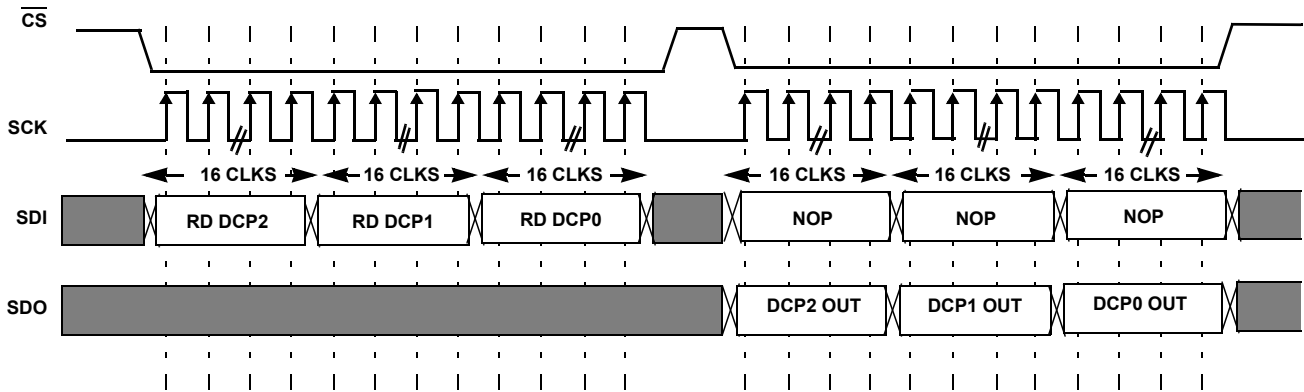 CS
SCK
16 CLKS 16 CLKS 16 CLKS 16 CLKS 16 CLKS 16 CLKS
SDI RD DCP2 RD DCP1 RD DCP0 NOP NOP NOP
SDO DCP2 OUT DCP1 OUT DCP0 OUT